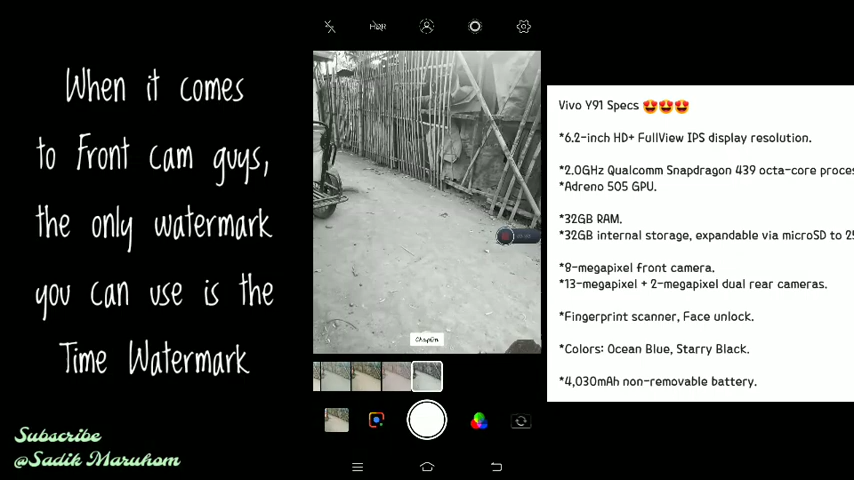 When it comes
to Front cam guys,
the only watermark
you can use is the
Time Watermark
Subscribe
@Sadik Maruhom
HDR
Chaplin
Vivo Y91 Specs 😍😍😍
*6.2-inch HD+ FullView IPS display resolution.
*2.0GHz Qualcomm Snapdragon 439 octa-core proces
*Adreno 505 GPU.
*32GB RAM.
*32GB internal storage, expandable via microSD to 25
*8-megapixel front camera.
*13-megapixel + 2-megapixel dual rear cameras.
*Fingerprint scanner, Face unlock.
*Colors: Ocean Blue, Starry Black.
*4,030mAh non-removable battery.